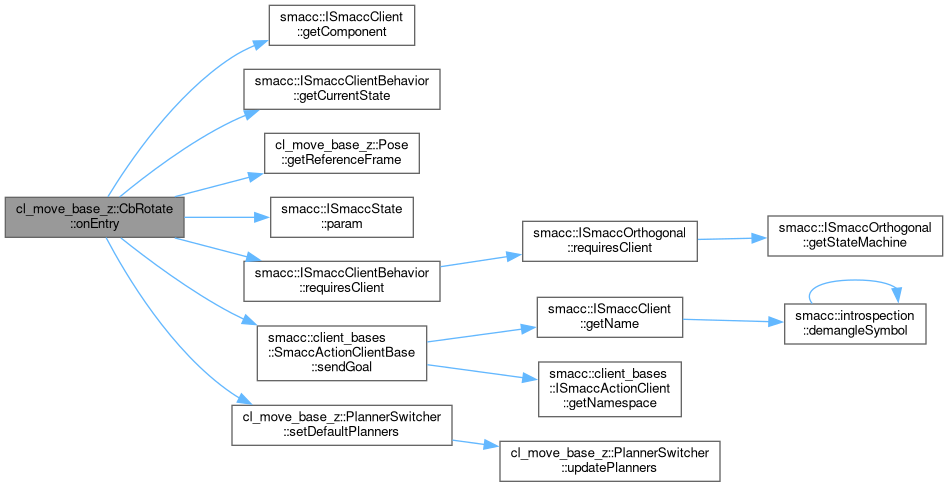 smacc::ISmaccClient
::getComponent
smacc::ISmaccClientBehavior
::getCurrentState
cl_move_base_z::Pose
::getReferenceFrame
cl_move_base_z::CbRotate
::onEntry
smacc::ISmaccState
::param
smacc::ISmaccClientBehavior
::requiresClient
smacc::ISmaccOrthogonal
::requiresClient
smacc::ISmaccOrthogonal
::getStateMachine
smacc::client_bases
::SmaccActionClientBase
::sendGoal
smacc::ISmaccClient
::getName
smacc::introspection
::demangleSymbol
smacc::client_bases
::ISmaccActionClient
::getNamespace
cl_move_base_z::PlannerSwitcher
::setDefaultPlanners
cl_move_base_z::PlannerSwitcher
::updatePlanners